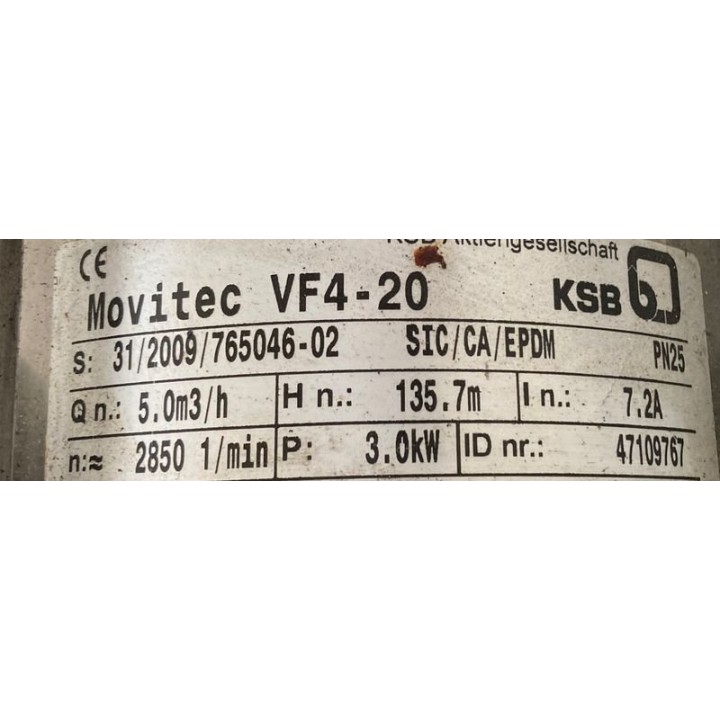 KSB Aktiengesellschaft
CE
Movitec VF4-20 KSB
S: 31/2009/765046-02 SIC/CA/EPDM PN25
Q n.: 5.0m3/h H n.: 135.7m I n.: 7.2A
n:≈ 2850 1/min P: 3.0kW ID nr.: 47109767